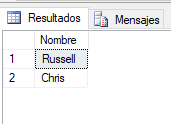 Resultados Mensajes
Nombre
1 Russell
2 Chris